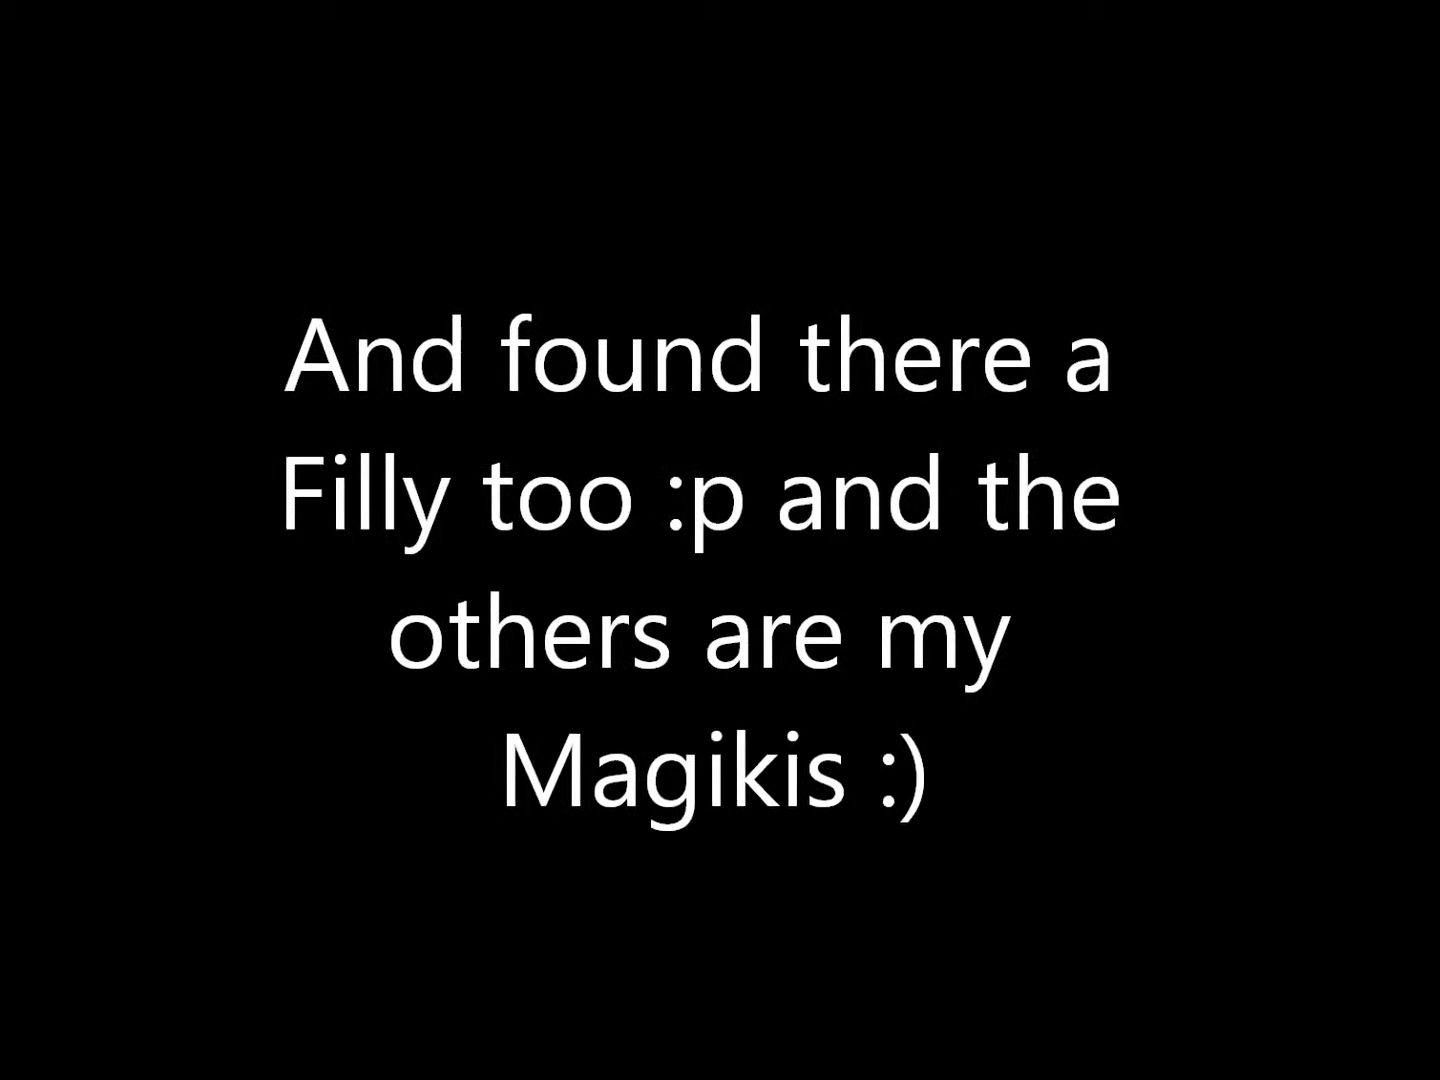 And found there a
Filly too :p and the
others are my
Magikis :)